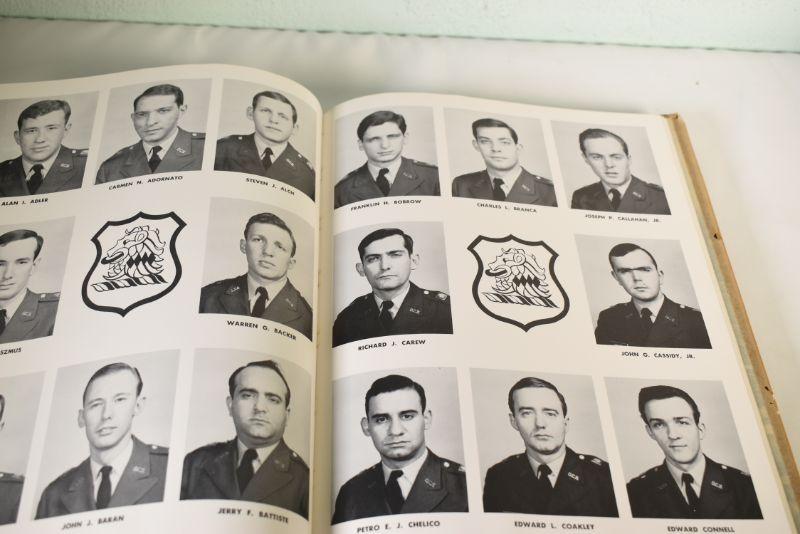 ALAN I. ADLER
CARMEN N. ADORNATO
STEVEN J. ALCH
WARREN G. BACKER
JOHN J. BARAN
JERRY F. BATTISTE
FRANKLIN H. BOBROW
CHARLES L. BRANCA
JOSEPH P. CALLAHAN, JR.
RICHARD J. CAREW
JOHN G. CASSIDY, JR.
PETRO E. J. CHELICO
EDWARD L. COAKLEY
EDWARD CONNELL